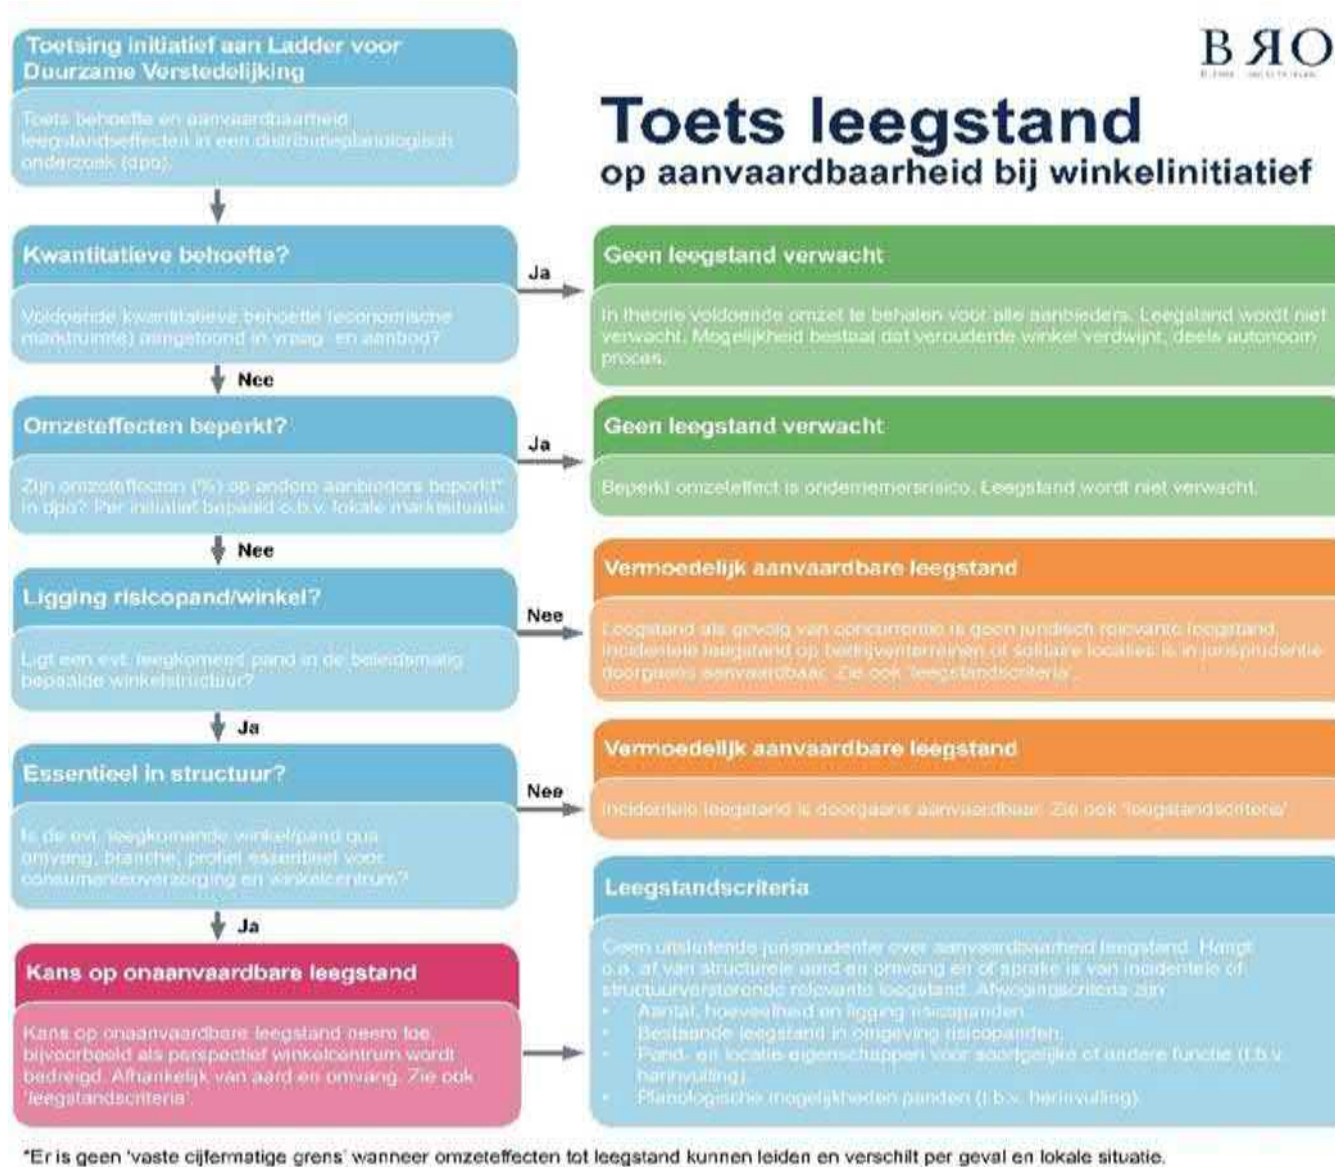 Toetsing initiatief aan Ladder voor
Duurzame Verstedelijking
Toets behoefte en aanvaardbaarheid
leegstandseffecten in een distributieplanologisch
onderzoek (dpo).
BRO
Toets leegstand
op aanvaardbaarheid bij winkelinitiatief
Kwantitatieve behoefte?
Voldoende kwantitatieve behoefte (economische
marktruimte) aangetoond in vraag- en aanbod?
Ja
Geen leegstand verwacht
In theorie voldoende omzet te behalen voor alle aanbieders. Leegstand wordt niet
verwacht. Mogelijkheid bestaat dat verouderde winkel verdwijnt, deels autonoom
proces.
Nee
Omzeteffecten beperkt?
Zijn omzeteffecten (%) op andere aanbieders beperkt*
in dpo? Per initiatief bepaald o.b.v. lokale marktsituatie
Ja
Geen leegstand verwacht
Beperkt omzeteffect is ondernemersrisico. Leegstand wordt niet verwacht.
Nee
Ligging risicopand/winkel?
Ligt een evt. leegkomend pand in de beleidsmatig
bepaalde winkelstructuur?
Nee
Vermoedelijk aanvaardbare leegstand
Leegstand als gevolg van concurrentie is geen juridisch relevante leegstand.
Incidentele leegstand op bedrijventerreinen of solitaire locaties is in jurisprudentie
doorgaans aanvaardbaar. Zie ook 'leegstandscriteria'.
Ja
Essentieel in structuur?
Is de evt. leegkomende winkel/pand qua
omvang, branche, profiel essentieel voor
consumentenverzorging en winkelcentrum?
Nee
Vermoedelijk aanvaardbare leegstand
Incidentele leegstand is doorgaans aanvaardbaar. Zie ook 'leegstandscriteria'
Ja
Kans op onaanvaardbare leegstand
Kans op onaanvaardbare leegstand neem toe,
bijvoorbeeld als perspectief winkelcentrum wordt
bedreigd. Afhankelijk van aard en omvang. Zie ook
'leegstandscriteria'.
Leegstandscriteria
Geen uitsluitende jurisprudentie over aanvaardbaarheid leegstand. Hangt
o.a. af van structurele aard en omvang en of sprake is van incidentele of
structuurverstorende relevante leegstand. Afwegingscriteria zijn
• Aantal, hoeveelheid en ligging risicopanden
• Bestaande leegstand in omgeving risicopanden.
• Pand- en locatie-eigenschappen voor soortgelijke of andere functie (t.b.v.
herinvulling).
• Planologische mogelijkheden panden (t.b.v. herinvulling).
*Er is geen 'vaste cijfermatige grens' wanneer omzeteffecten tot leegstand kunnen leiden en verschilt per geval en lokale situatie.